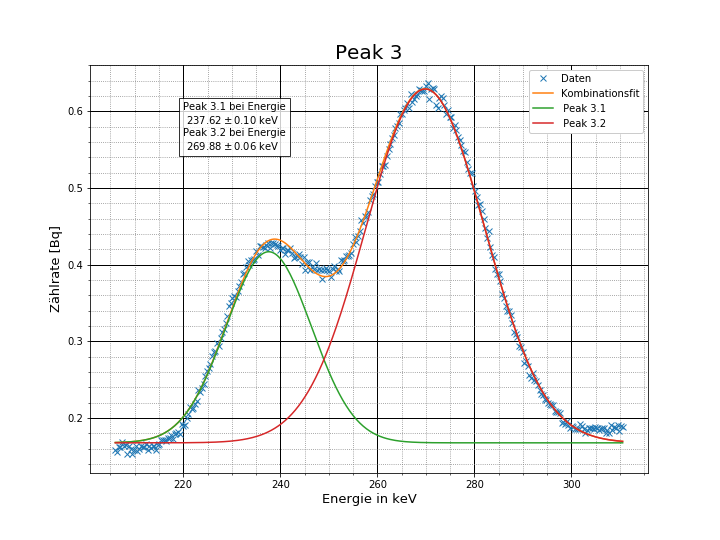 Peak 3
Daten
Kombinationsfit
Peak 3.1
Peak 3.2
Peak 3.1 bei Energie
237.62 ± 0.10 keV
Peak 3.2 bei Energie
269.88 ± 0.06 keV
Zählrate [Bq]
0.6
0.5
0.4
0.3
0.2
220 240 260 280 300
Energie in keV